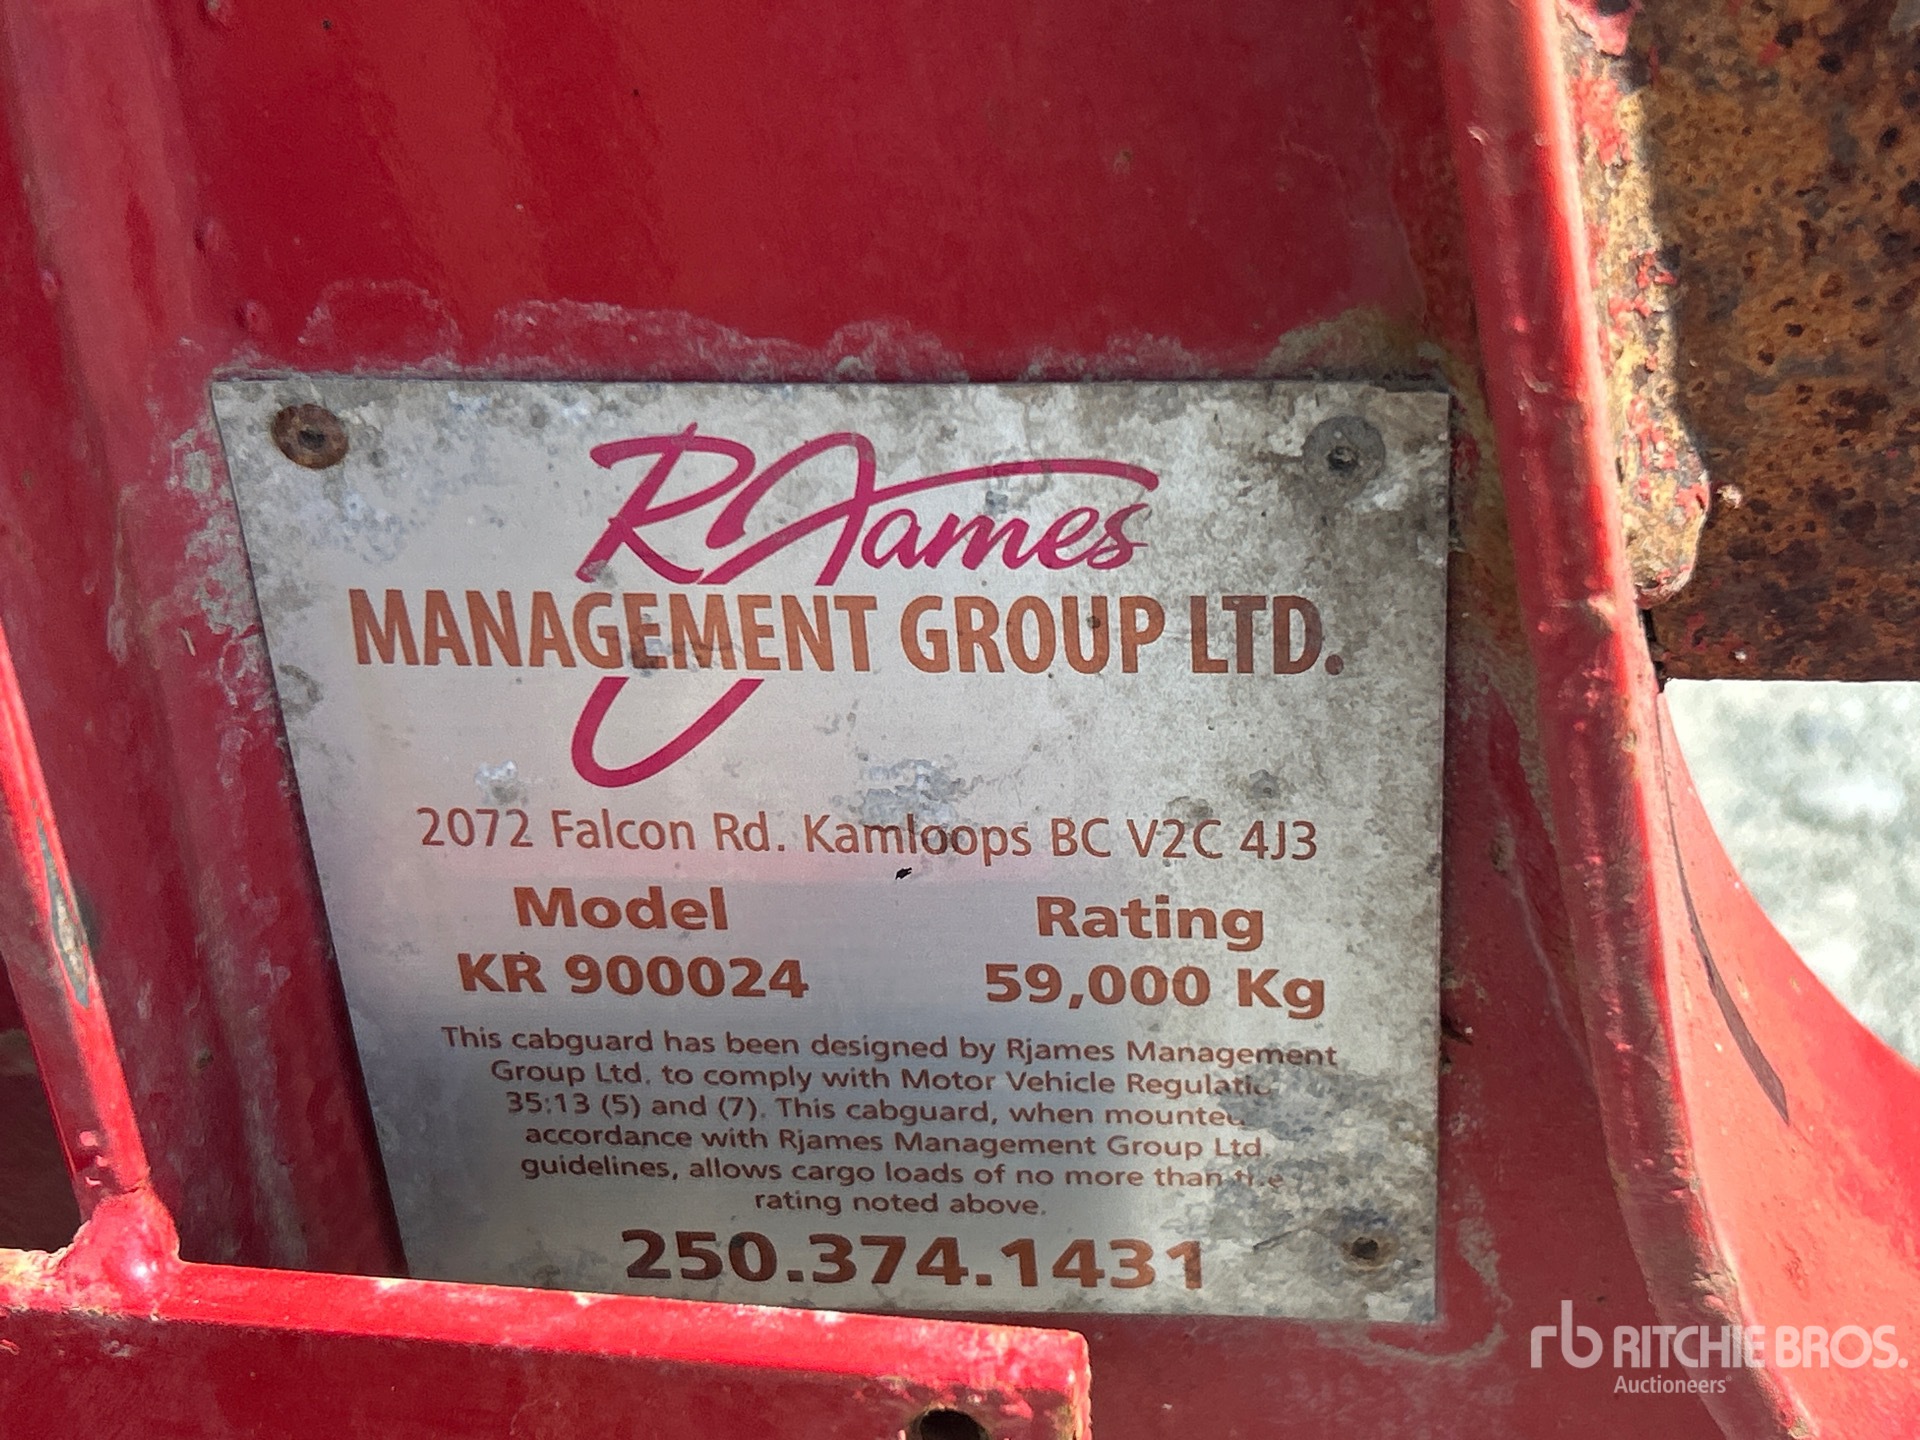 RJames
MANAGEMENT GROUP LTD.
2072 Falcon Rd. Kamloops BC V2C 4J3
Model Rating
KR 900024 59,000 Kg
This cabguard has been designed by Rjames Management
Group Ltd. to comply with Motor Vehicle
35:13 (5) and (7). This cabguard, when
accordance with Rjames Management Group Ltd.
guidelines, allows cargo loads of no more than the
rating noted above.
250.374.1431
rb RITCHIE BROS.
Auctioneers